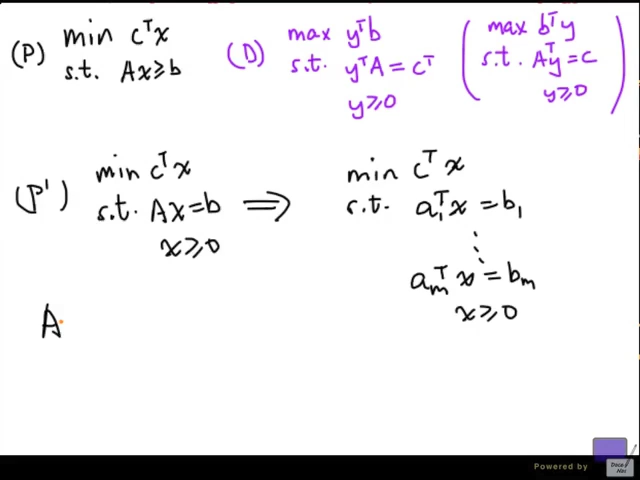 (P) min cᵀx
s.t. Ax ≥ b
(D) max yᵀb
s.t. yᵀA = cᵀ
y ≥ 0
( max bᵀy
s.t. Aᵀy = c
y ≥ 0 )
(P') min cᵀx
s.t. Ax = b
x ≥ 0
⟹
min cᵀx
s.t. a₁ᵀx = b₁
⋮
aₘᵀx = bₘ
x ≥ 0
A
Powered by